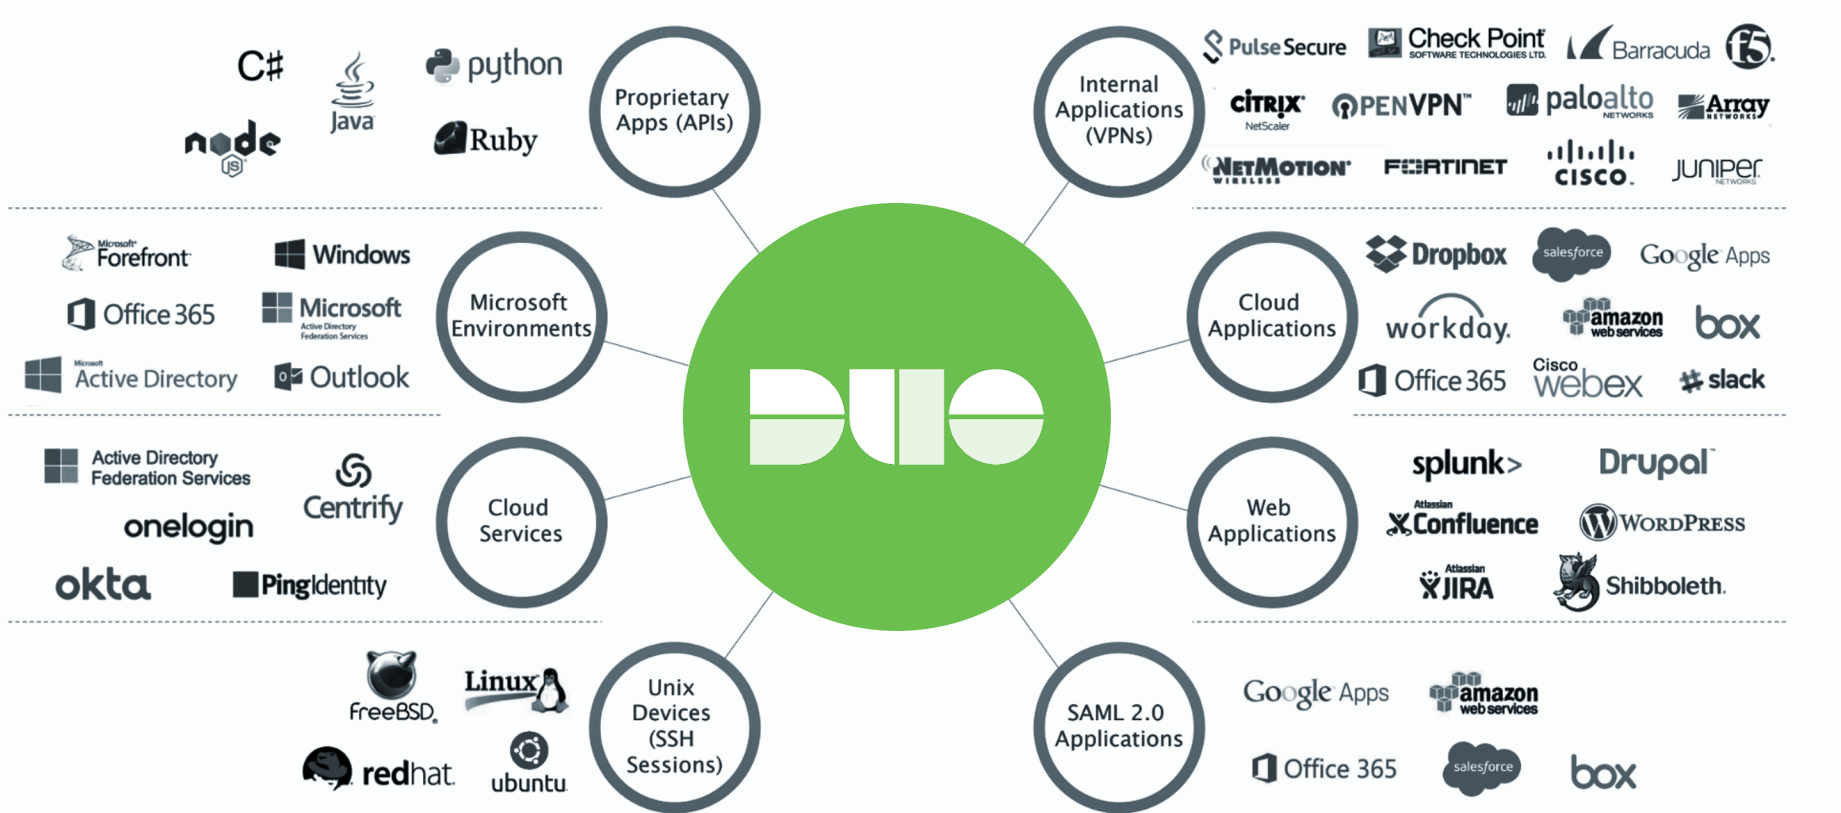 C#
Java
python
node
JS
Ruby
Proprietary
Apps (APIs)
Internal
Applications
(VPNs)
Pulse Secure
Check Point
SOFTWARE TECHNOLOGIES LTD.
Barracuda
f5
CITRIX
NetScaler
OPENVPN™
paloalto
NETWORKS
Array
NETWORKS
NETMOTION
WIRELESS
FORTINET
CISCO
JUNIPEr
NETWORKS
Microsoft
Forefront
Windows
Office 365
Microsoft
Active Directory
Federation Services
Microsoft
Active Directory
Outlook
Microsoft
Environments
Cloud
Applications
Dropbox
salesforce
Google Apps
workday.
amazon
web services
box
Office 365
Cisco
webex
slack
DUO
Active Directory
Federation Services
Centrify
onelogin
okta
PingIdentity
Cloud
Services
Web
Applications
splunk>
Drupal™
Atlassian
Confluence
WORDPRESS
Atlassian
JIRA
Shibboleth.
FreeBSD
Linux
redhat.
ubuntu
Unix
Devices
(SSH
Sessions)
SAML 2.0
Applications
Google Apps
amazon
web services
Office 365
salesforce
box